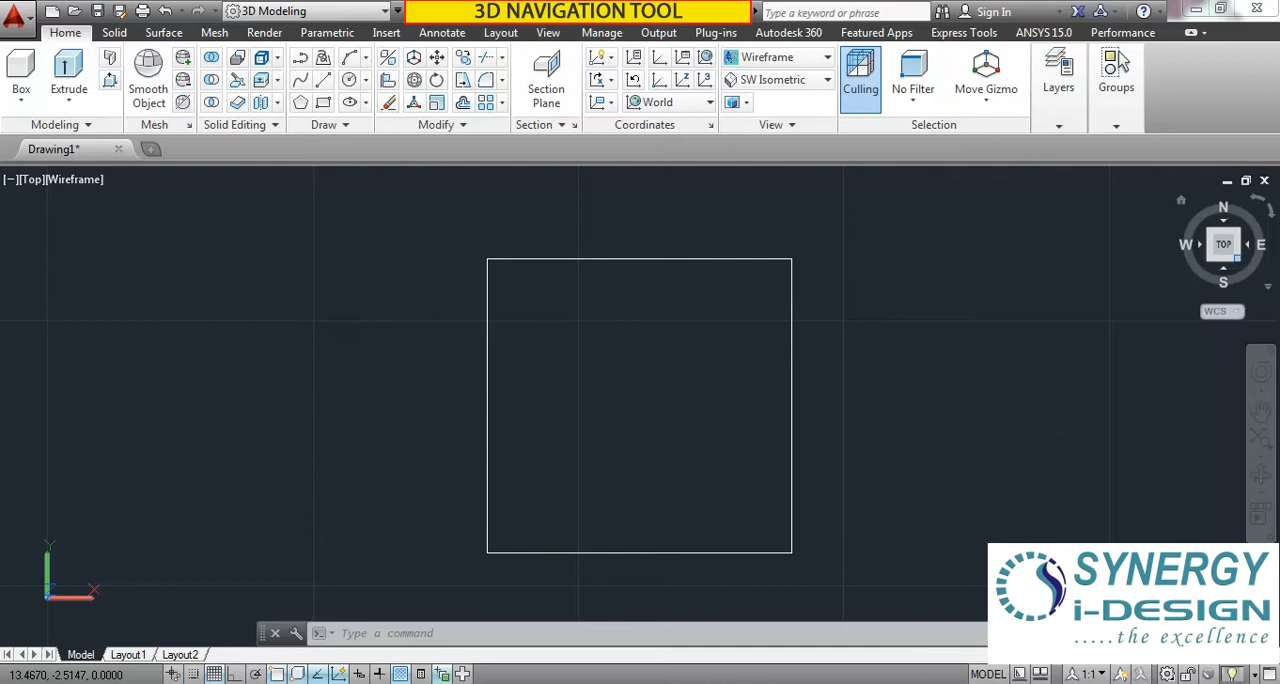 3D NAVIGATION TOOL
3D Modeling
Type a keyword or phrase
Sign In
Home Solid Surface Mesh Render Parametric Insert Annotate Layout View Manage Output Plug-ins Autodesk 360 Featured Apps Express Tools ANSYS 15.0 Performance
Box Extrude Smooth Object Section Plane Wireframe SW Isometric World Culling No Filter Move Gizmo Layers Groups
Modeling Mesh Solid Editing Draw Modify Section Coordinates View Selection
Drawing1*
[−][Top][Wireframe]
N
W TOP E
S
WCS
Y
X
SYNERGY
i-DESIGN
.....the excellence
Type a command
Model Layout1 Layout2
13.4670, -2.5147, 0.0000 MODEL 1:1